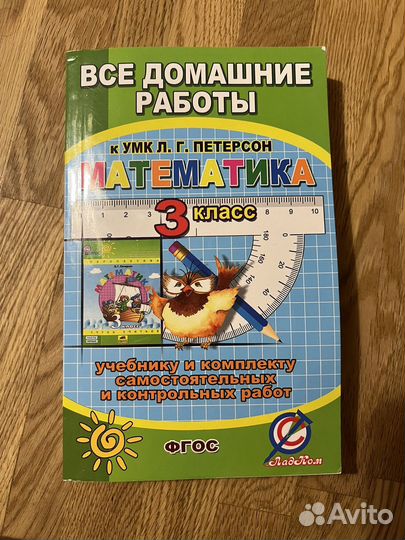 ВСЕ ДОМАШНИЕ
РАБОТЫ
к УМК Л. Г. ПЕТЕРСОН
МАТЕМАТИКА
3 класс
учебнику и комплекту
самостоятельных
и контрольных работ
ФГОС
ЛадКом
Avito